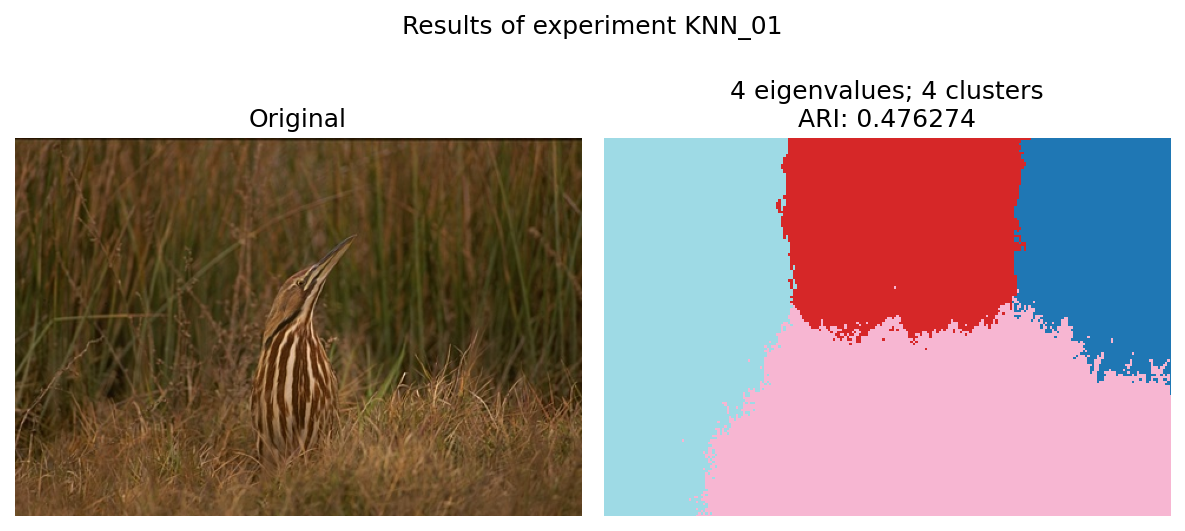 Results of experiment KNN_01
Original
4 eigenvalues; 4 clusters
ARI: 0.476274